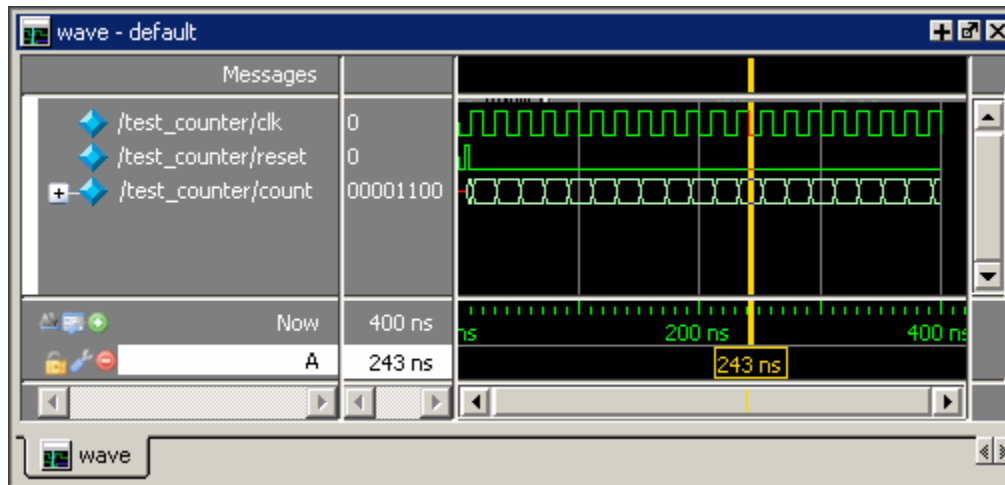 wave - default
Messages
/test_counter/clk 0
/test_counter/reset 0
/test_counter/count 00001100
Now 400 ns ns 200 ns 400 ns
A 243 ns 243 ns
wave